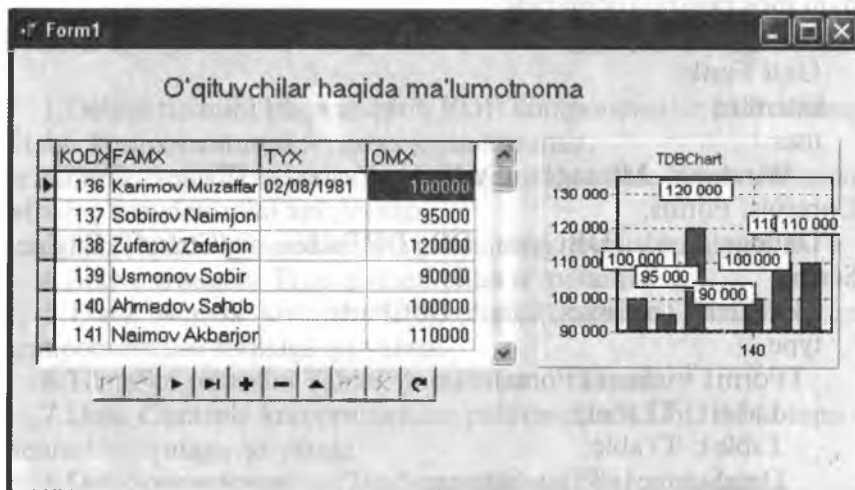 Form1
O'qituvchilar haqida ma'lumotnoma
KODX FAMX TYX OMX
136 Karimov Muzaffar 02/08/1981 100000
137 Sobirov Naimjon 95000
138 Zufarov Zafarjon 120000
139 Usmonov Sobir 90000
140 Ahmedov Sahob 100000
141 Naimov Akbarjon 110000
TDBChart
130 000
120 000
110 000
100 000
90 000
120 000
110 110 000
100 000
100 000
95 000
90 000
140
Table1: TTable;